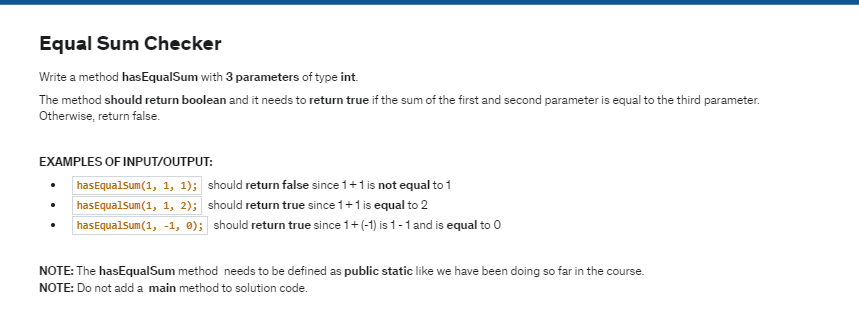 Equal Sum Checker
Write a method hasEqualSum with 3 parameters of type int.
The method should return boolean and it needs to return true if the sum of the first and second parameter is equal to the third parameter.
Otherwise, return false.
EXAMPLES OF INPUT/OUTPUT:
• hasEqualSum(1, 1, 1); should return false since 1 + 1 is not equal to 1
• hasEqualSum(1, 1, 2); should return true since 1 + 1 is equal to 2
• hasEqualSum(1, -1, 0); should return true since 1 + (-1) is 1 - 1 and is equal to 0
NOTE: The hasEqualSum method needs to be defined as public static like we have been doing so far in the course.
NOTE: Do not add a main method to solution code.